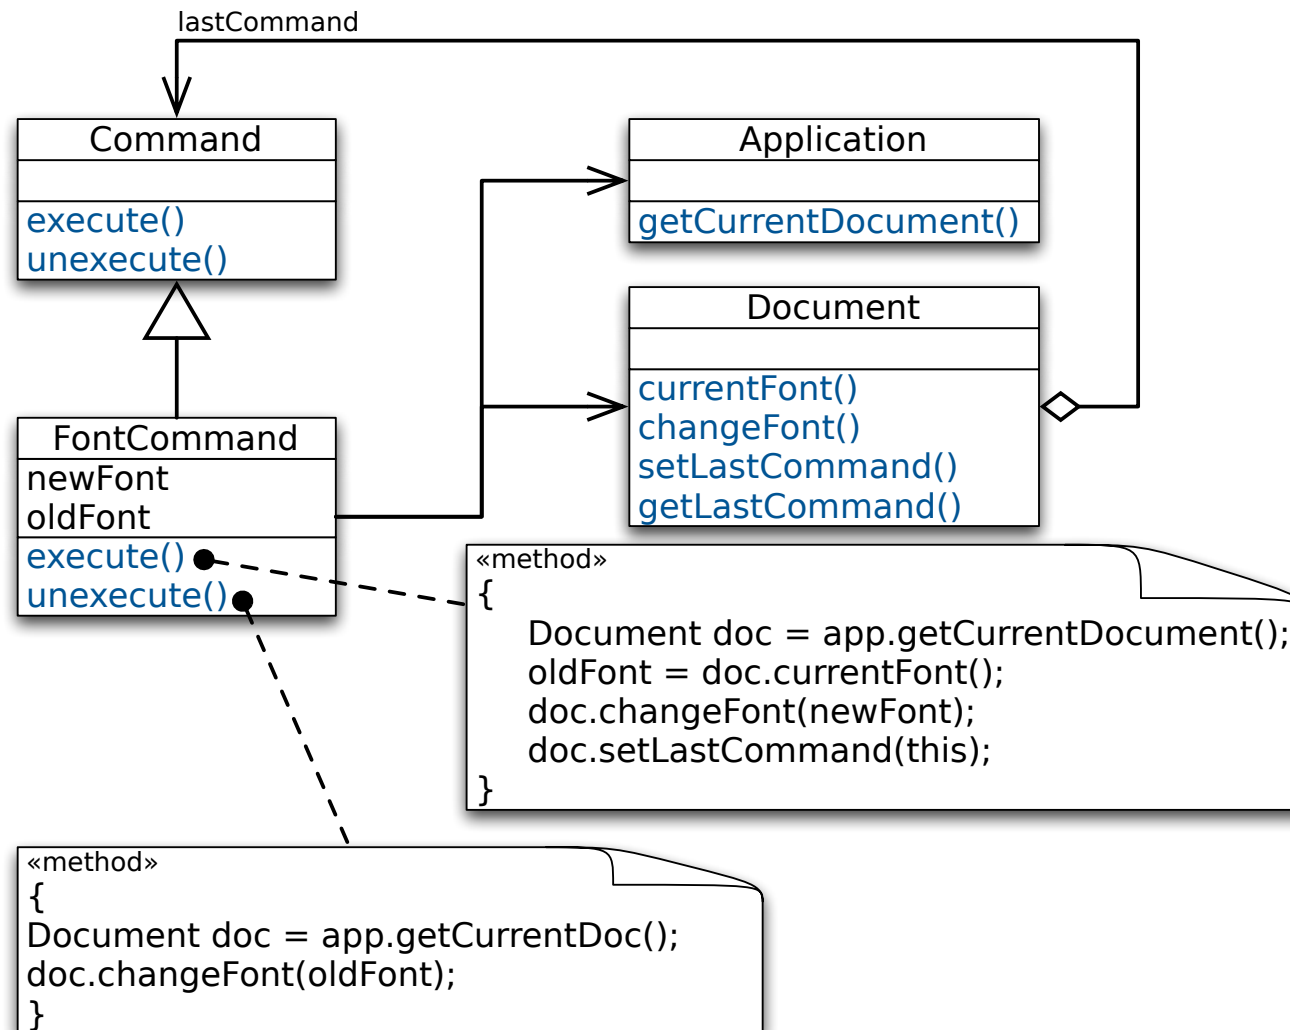 lastCommand
Command
execute()
unexecute()
Application
getCurrentDocument()
Document
currentFont()
changeFont()
setLastCommand()
getLastCommand()
FontCommand
newFont
oldFont
execute()
unexecute()
«method»
{
Document doc = app.getCurrentDocument();
oldFont = doc.currentFont();
doc.changeFont(newFont);
doc.setLastCommand(this);
}
«method»
{
Document doc = app.getCurrentDoc();
doc.changeFont(oldFont);
}